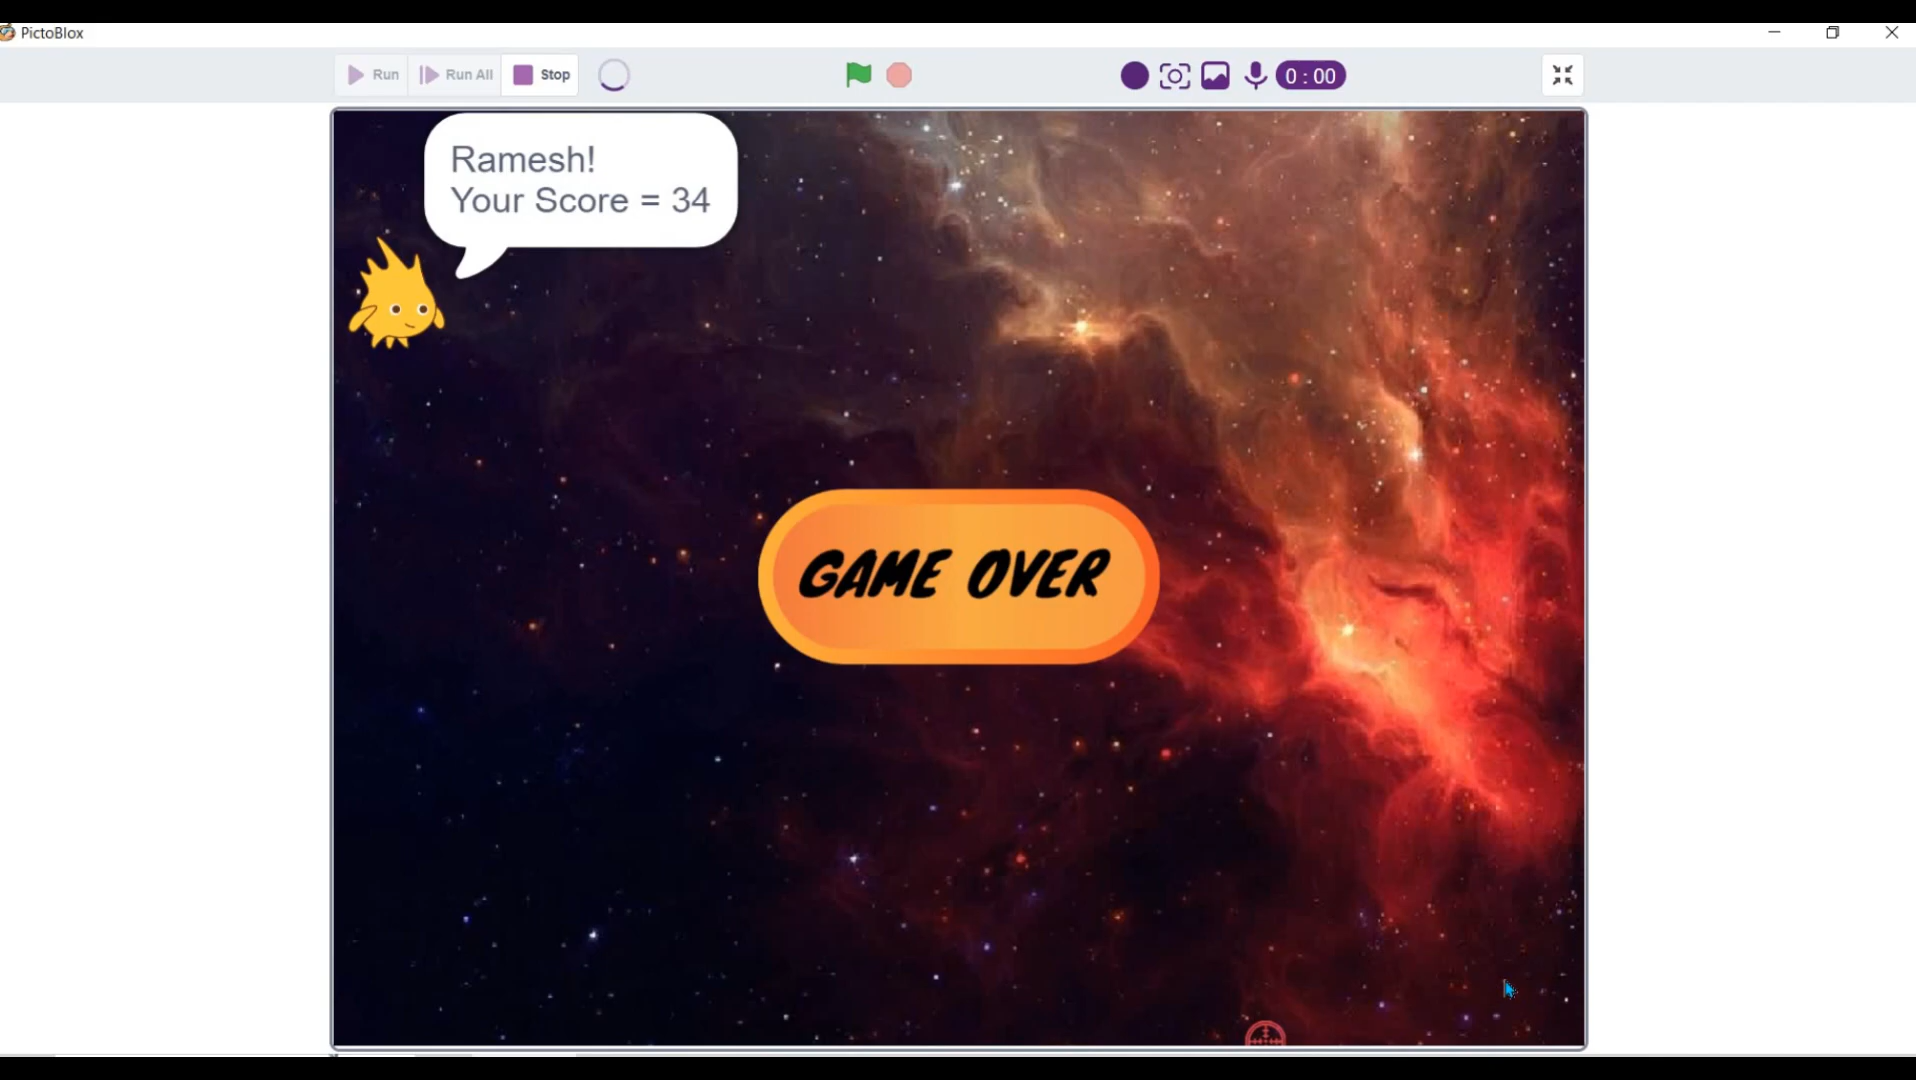 PictoBlox
Run
Run All
Stop
0 : 00
Ramesh!
Your Score = 34
GAME OVER